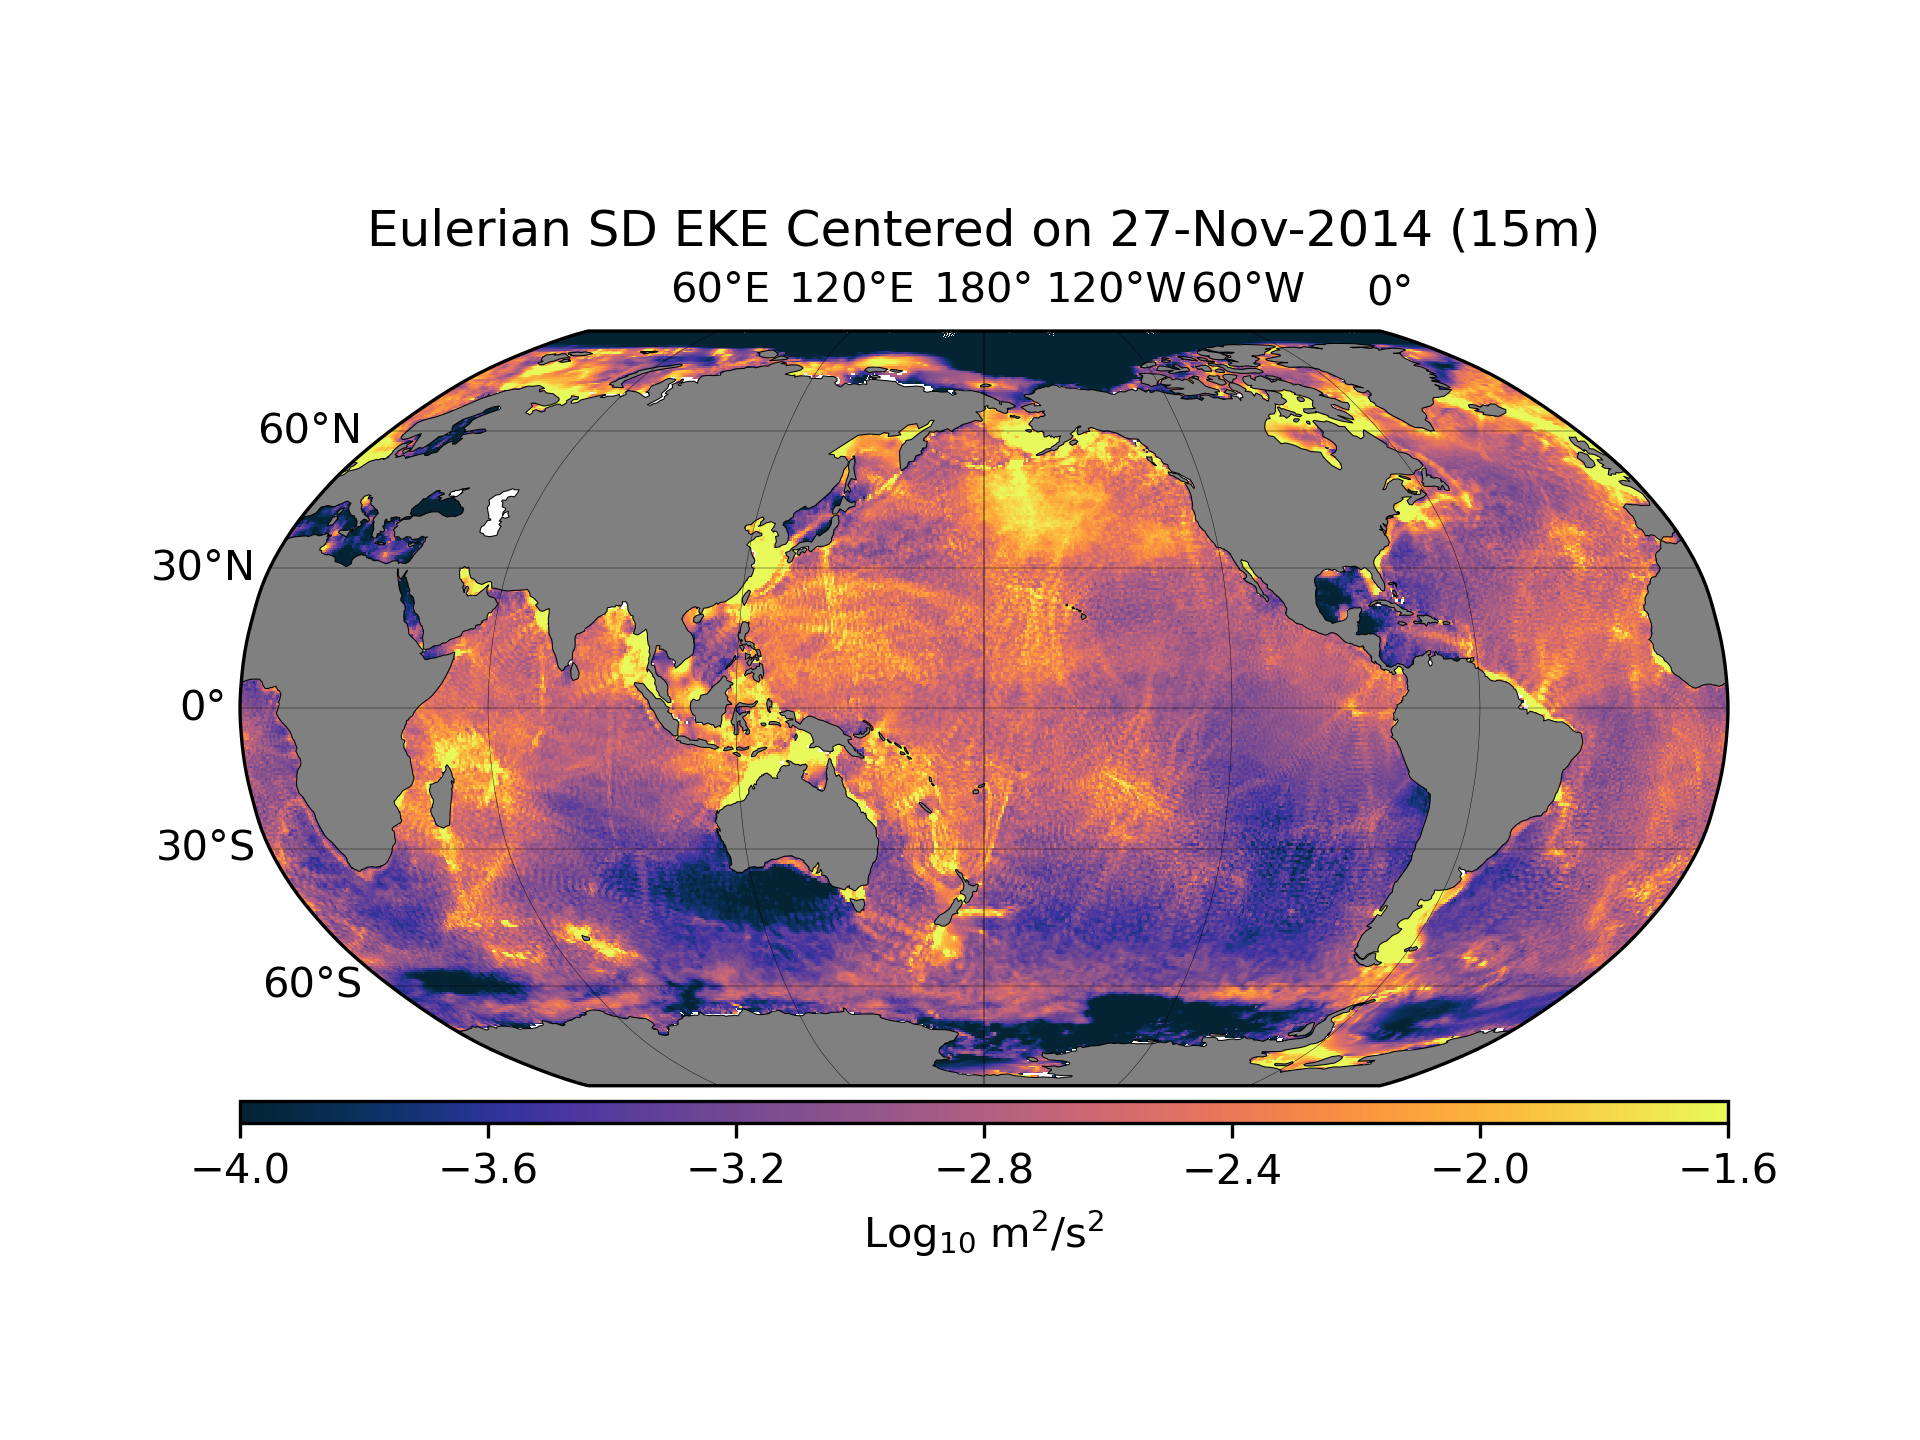 Eulerian SD EKE Centered on 27-Nov-2014 (15m)
60°E 120°E 180° 120°W 60°W 0°
60°N
30°N
0°
30°S
60°S
−4.0 −3.6 −3.2 −2.8 −2.4 −2.0 −1.6
Log₁₀ m²/s²